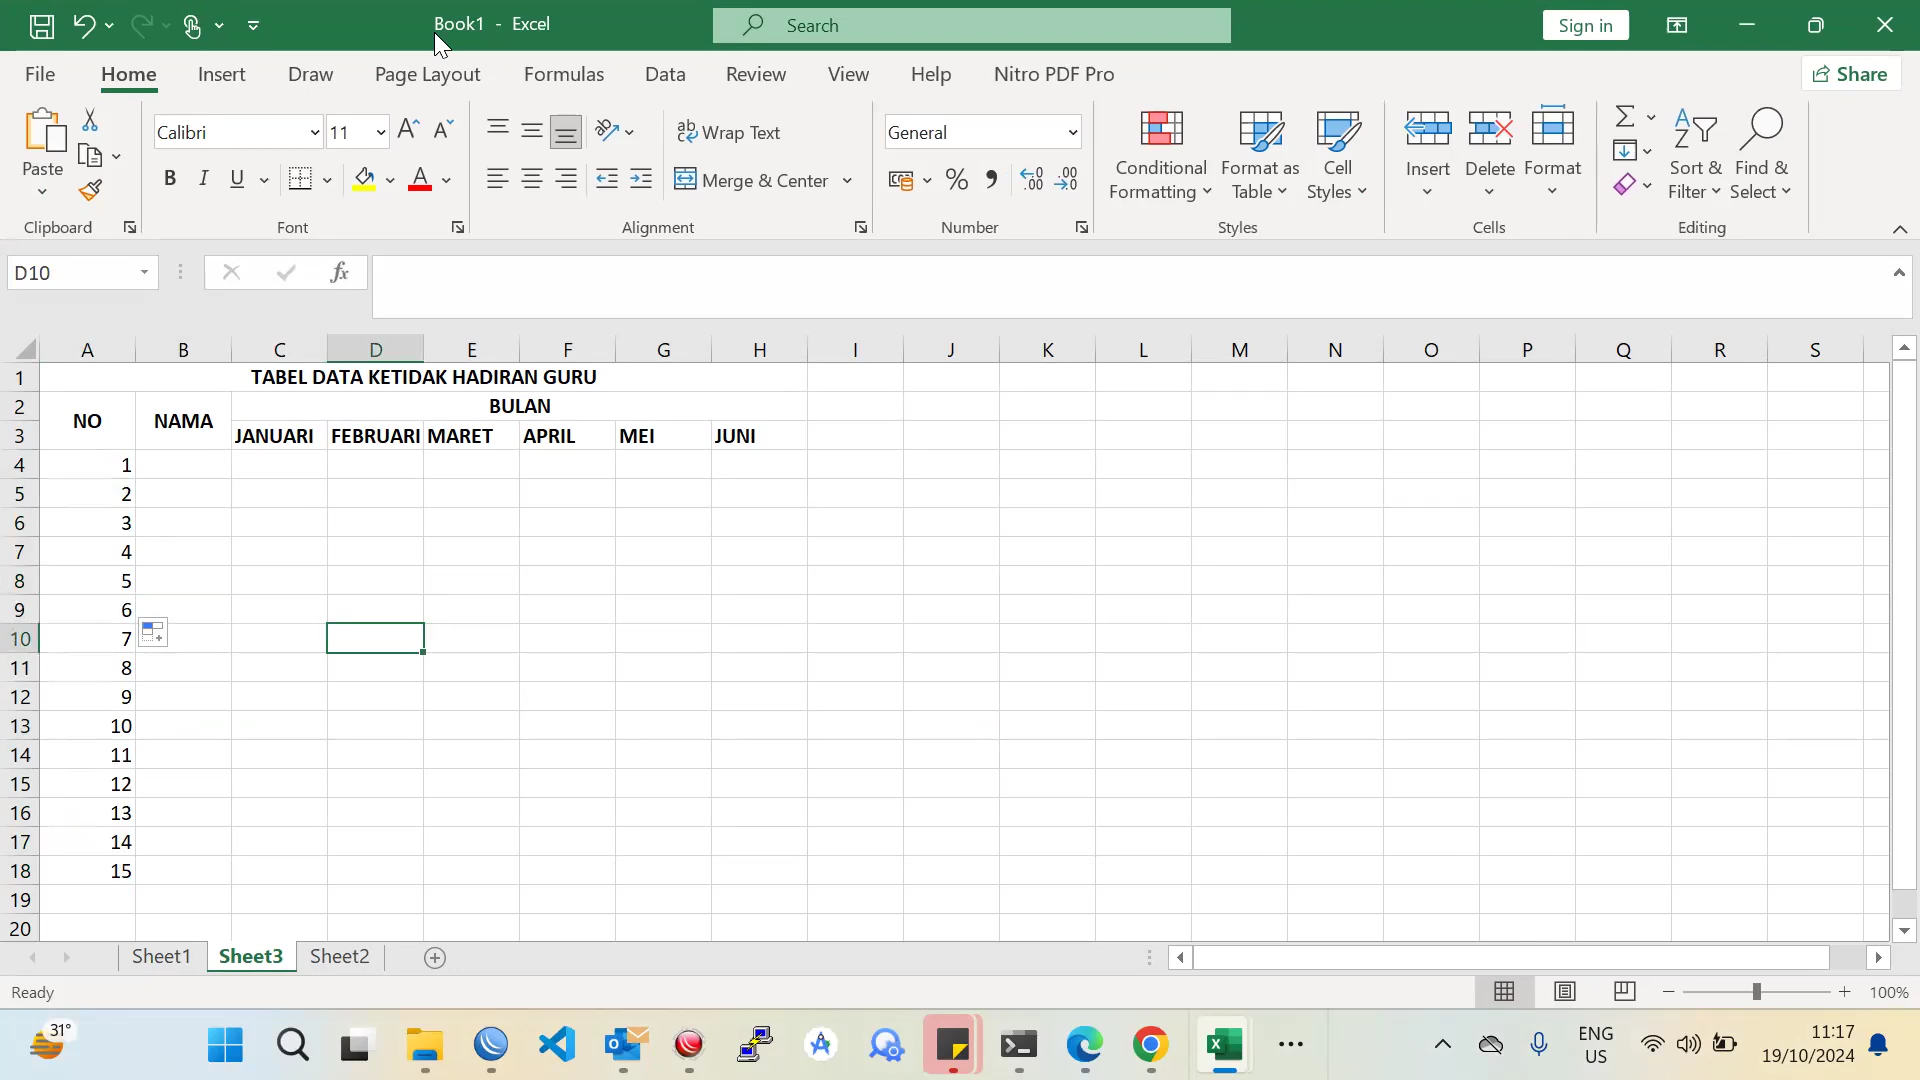 Book1 - Excel
Search
Sign in
File Home Insert Draw Page Layout Formulas Data Review View Help Nitro PDF Pro
Share
Paste
Calibri 11
Wrap Text
Merge & Center
General
Conditional Formatting
Format as Table
Cell Styles
Insert
Delete
Format
Sort & Filter
Find & Select
Clipboard Font Alignment Number Styles Cells Editing
D10
A B C D E F G H I J K L M N O P Q R S
1 TABEL DATA KETIDAK HADIRAN GURU
2 NO NAMA BULAN
3 JANUARI FEBRUARI MARET APRIL MEI JUNI
4 1
5 2
6 3
7 4
8 5
9 6
10 7
11 8
12 9
13 10
14 11
15 12
16 13
17 14
18 15
19
20
Sheet1 Sheet3 Sheet2
Ready
100%
31°
ENG
US
11:17
19/10/2024